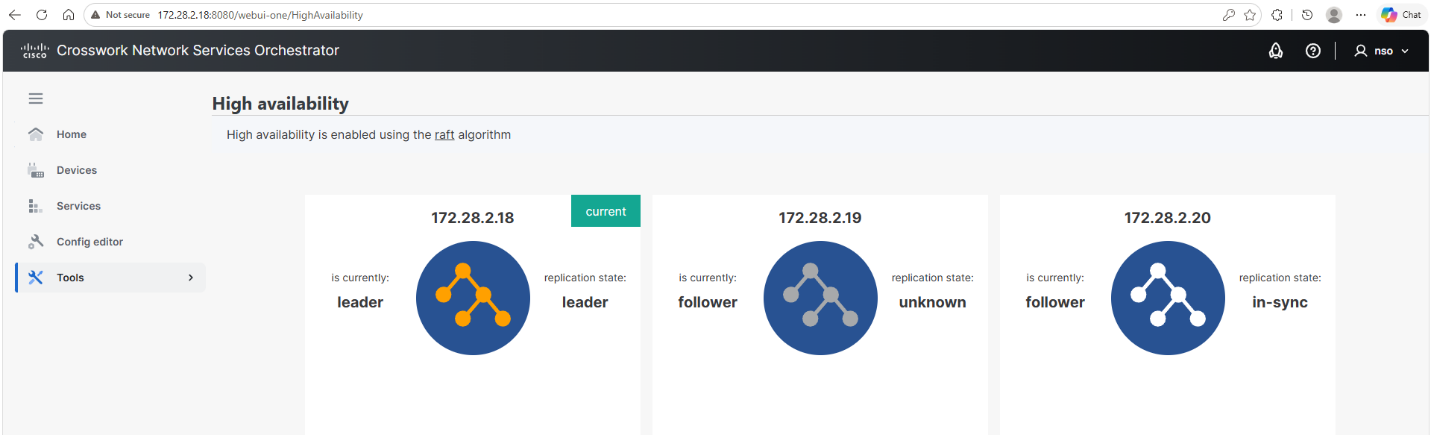 Not secure 172.28.2.18:8080/webui-one/HighAvailability Chat
CISCO Crosswork Network Services Orchestrator nso
High availability
High availability is enabled using the raft algorithm
Home
Devices
Services
Config editor
Tools
172.28.2.18 current
is currently: replication state:
leader leader
172.28.2.19
is currently: replication state:
follower unknown
172.28.2.20
is currently: replication state:
follower in-sync